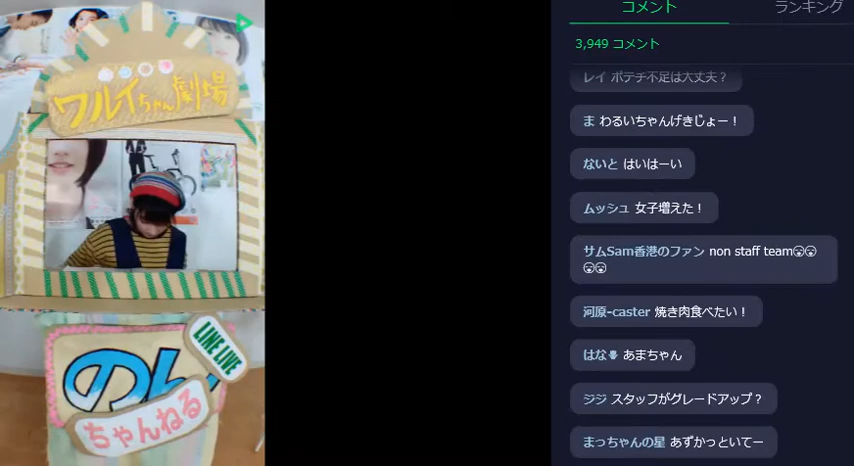 ワルイちゃん劇場
LINE LIVE
のん
ちゃんねる
コメント
ランキング
3,949 コメント
レイ ポテチ不足は大丈夫？
ま わるいちゃんげきじょー！
ないと はいはーい
ムッシュ 女子増えた！
サムSam香港のファン non staff team😮😮
😮😮
河原-caster 焼き肉食べたい！
はな あまちゃん
ジジ スタッフがグレードアップ？
まっちゃんの星 あずかっといてー